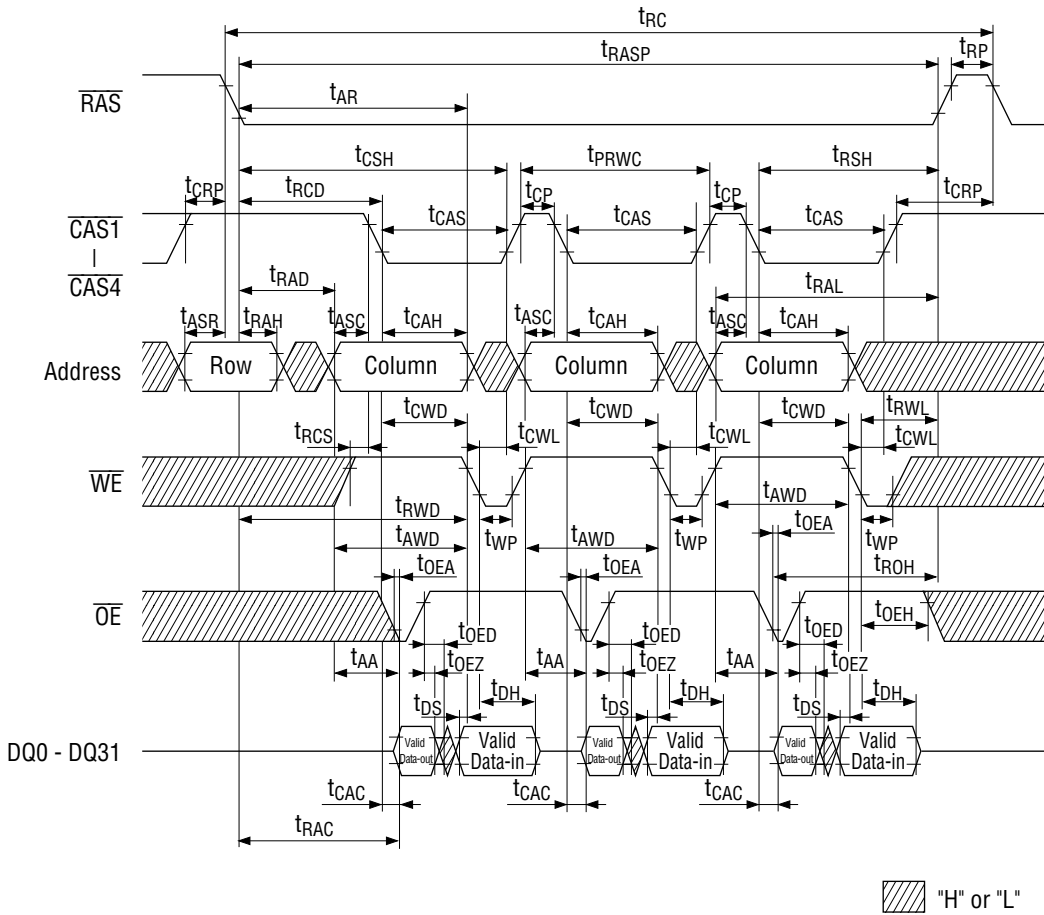 tRC
tRASP tRP
RAS
tAR
tCSH tPRWC tRSH
tCRP tRCD tCP tCP tCRP
CAS1
tCAS tCAS tCAS
CAS4
tRAD tRAL
tASR tRAH tASC tCAH tCAH tASC tCAH
Address Row Column Column Column
tCWD tCWD tCWD tRWL
tRCS tCWL tCWL tCWL
WE
tRWD tAWD
tAWD tWP tAWD tWP tOEA tWP
tOEA tOEA tROH
OE
tOED tOED tOED tOEH
tAA tOEZ tAA tOEZ tAA tOEZ
tDS tDH tDS tDH tDS tDH
DQ0 - DQ31 Valid Data-out Valid Data-in Valid Data-out Valid Data-in Valid Data-out Valid Data-in
tCAC tCAC tCAC
tRAC
"H" or "L"